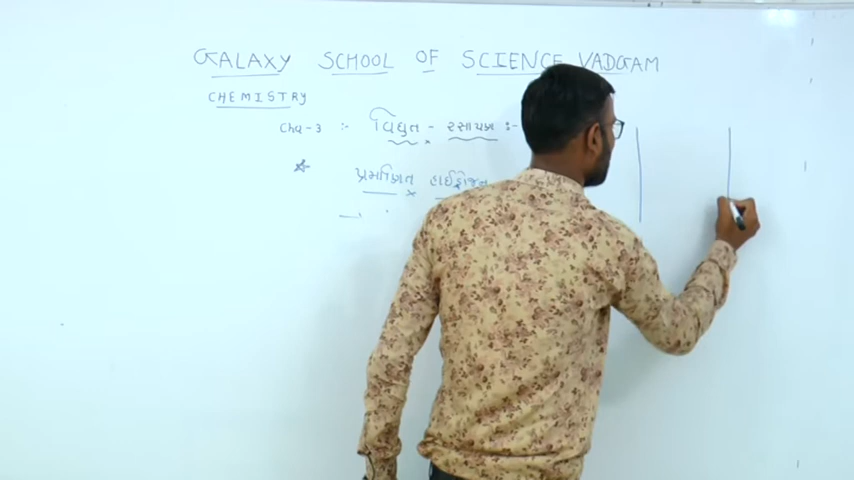 GALAXY SCHOOL OF SCIENCE VADGAM
CHEMISTRY
Cha-3 :- વિદ્યુત - રસાયણ :-
પ્રમાણિત હાઈડ્રોજન